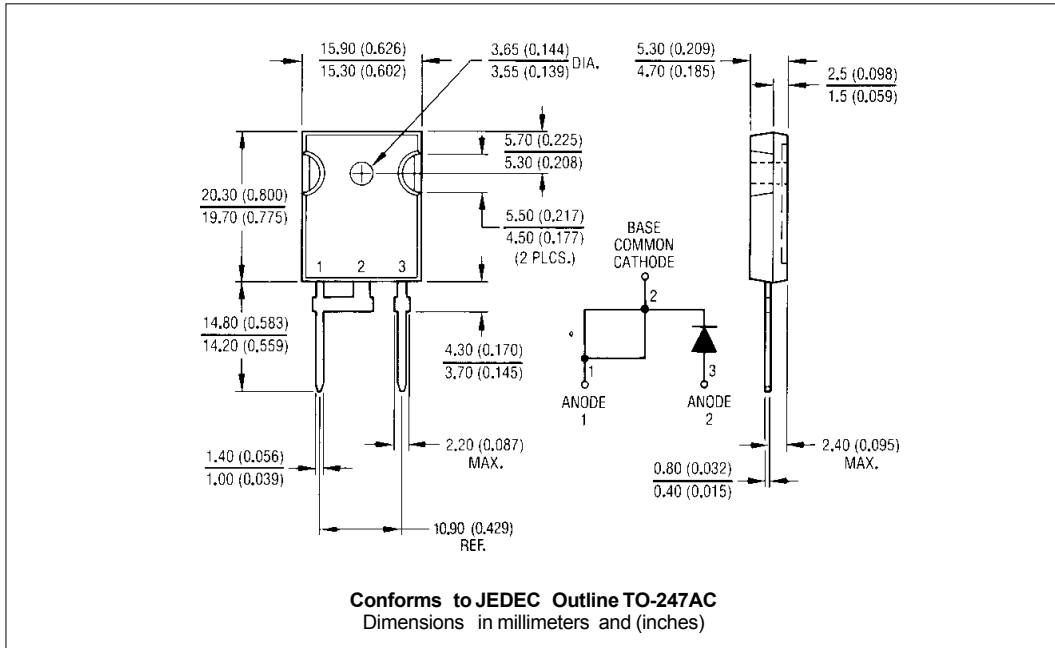 15.90 (0.626)
15.30 (0.602)
3.65 (0.144)
3.55 (0.139)
DIA.
5.30 (0.209)
4.70 (0.185)
2.5 (0.098)
1.5 (0.059)
5.70 (0.225)
5.30 (0.208)
20.30 (0.800)
19.70 (0.775)
5.50 (0.217)
4.50 (0.177)
(2 PLCS.)
BASE
COMMON
CATHODE
1 2 3
2
14.80 (0.583)
14.20 (0.559)
4.30 (0.170)
3.70 (0.145)
1
3
ANODE
1
ANODE
2
1.40 (0.056)
1.00 (0.039)
2.20 (0.087)
MAX.
2.40 (0.095)
MAX.
0.80 (0.032)
0.40 (0.015)
10.90 (0.429)
REF.
Conforms to JEDEC Outline TO-247AC
Dimensions in millimeters and (inches)